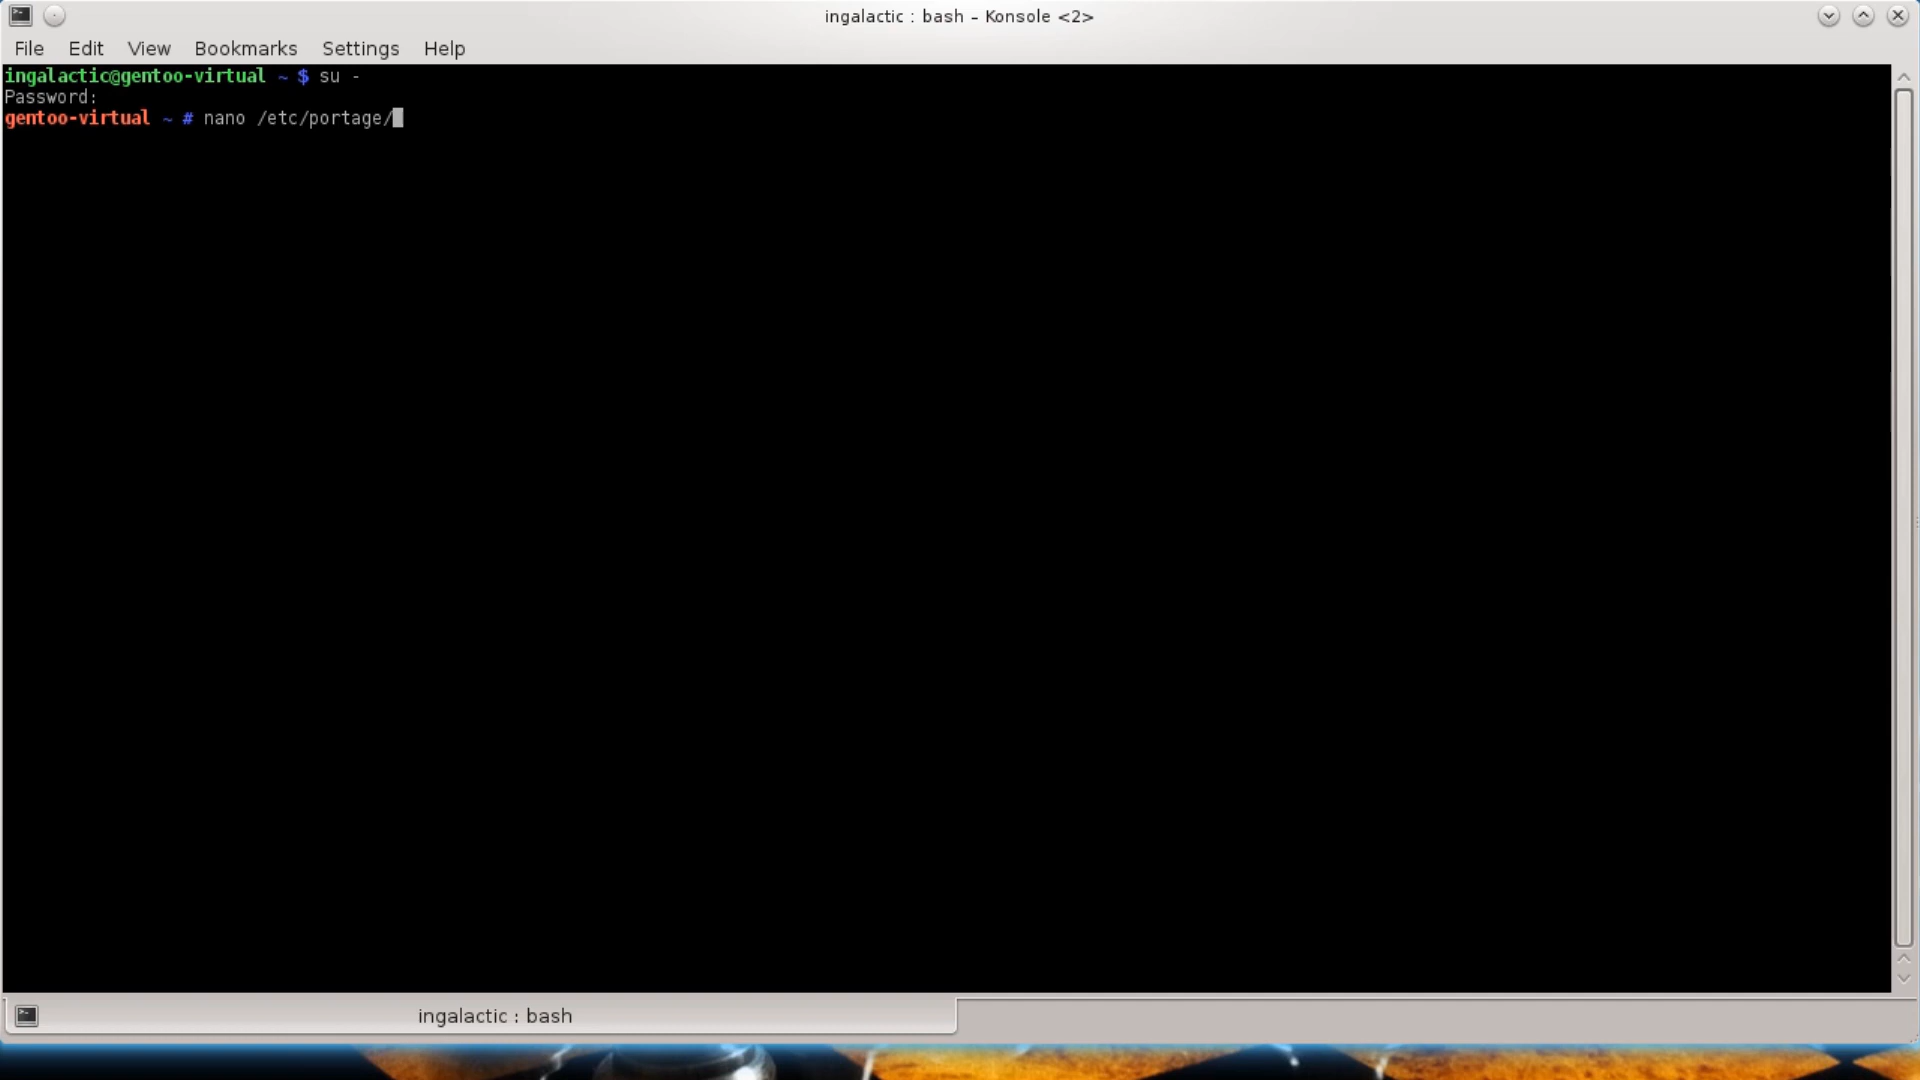 ingalactic : bash – Konsole <2>
File Edit View Bookmarks Settings Help
ingalactic@gentoo-virtual ~ $ su -
Password:
gentoo-virtual ~ # nano /etc/portage/
ingalactic : bash